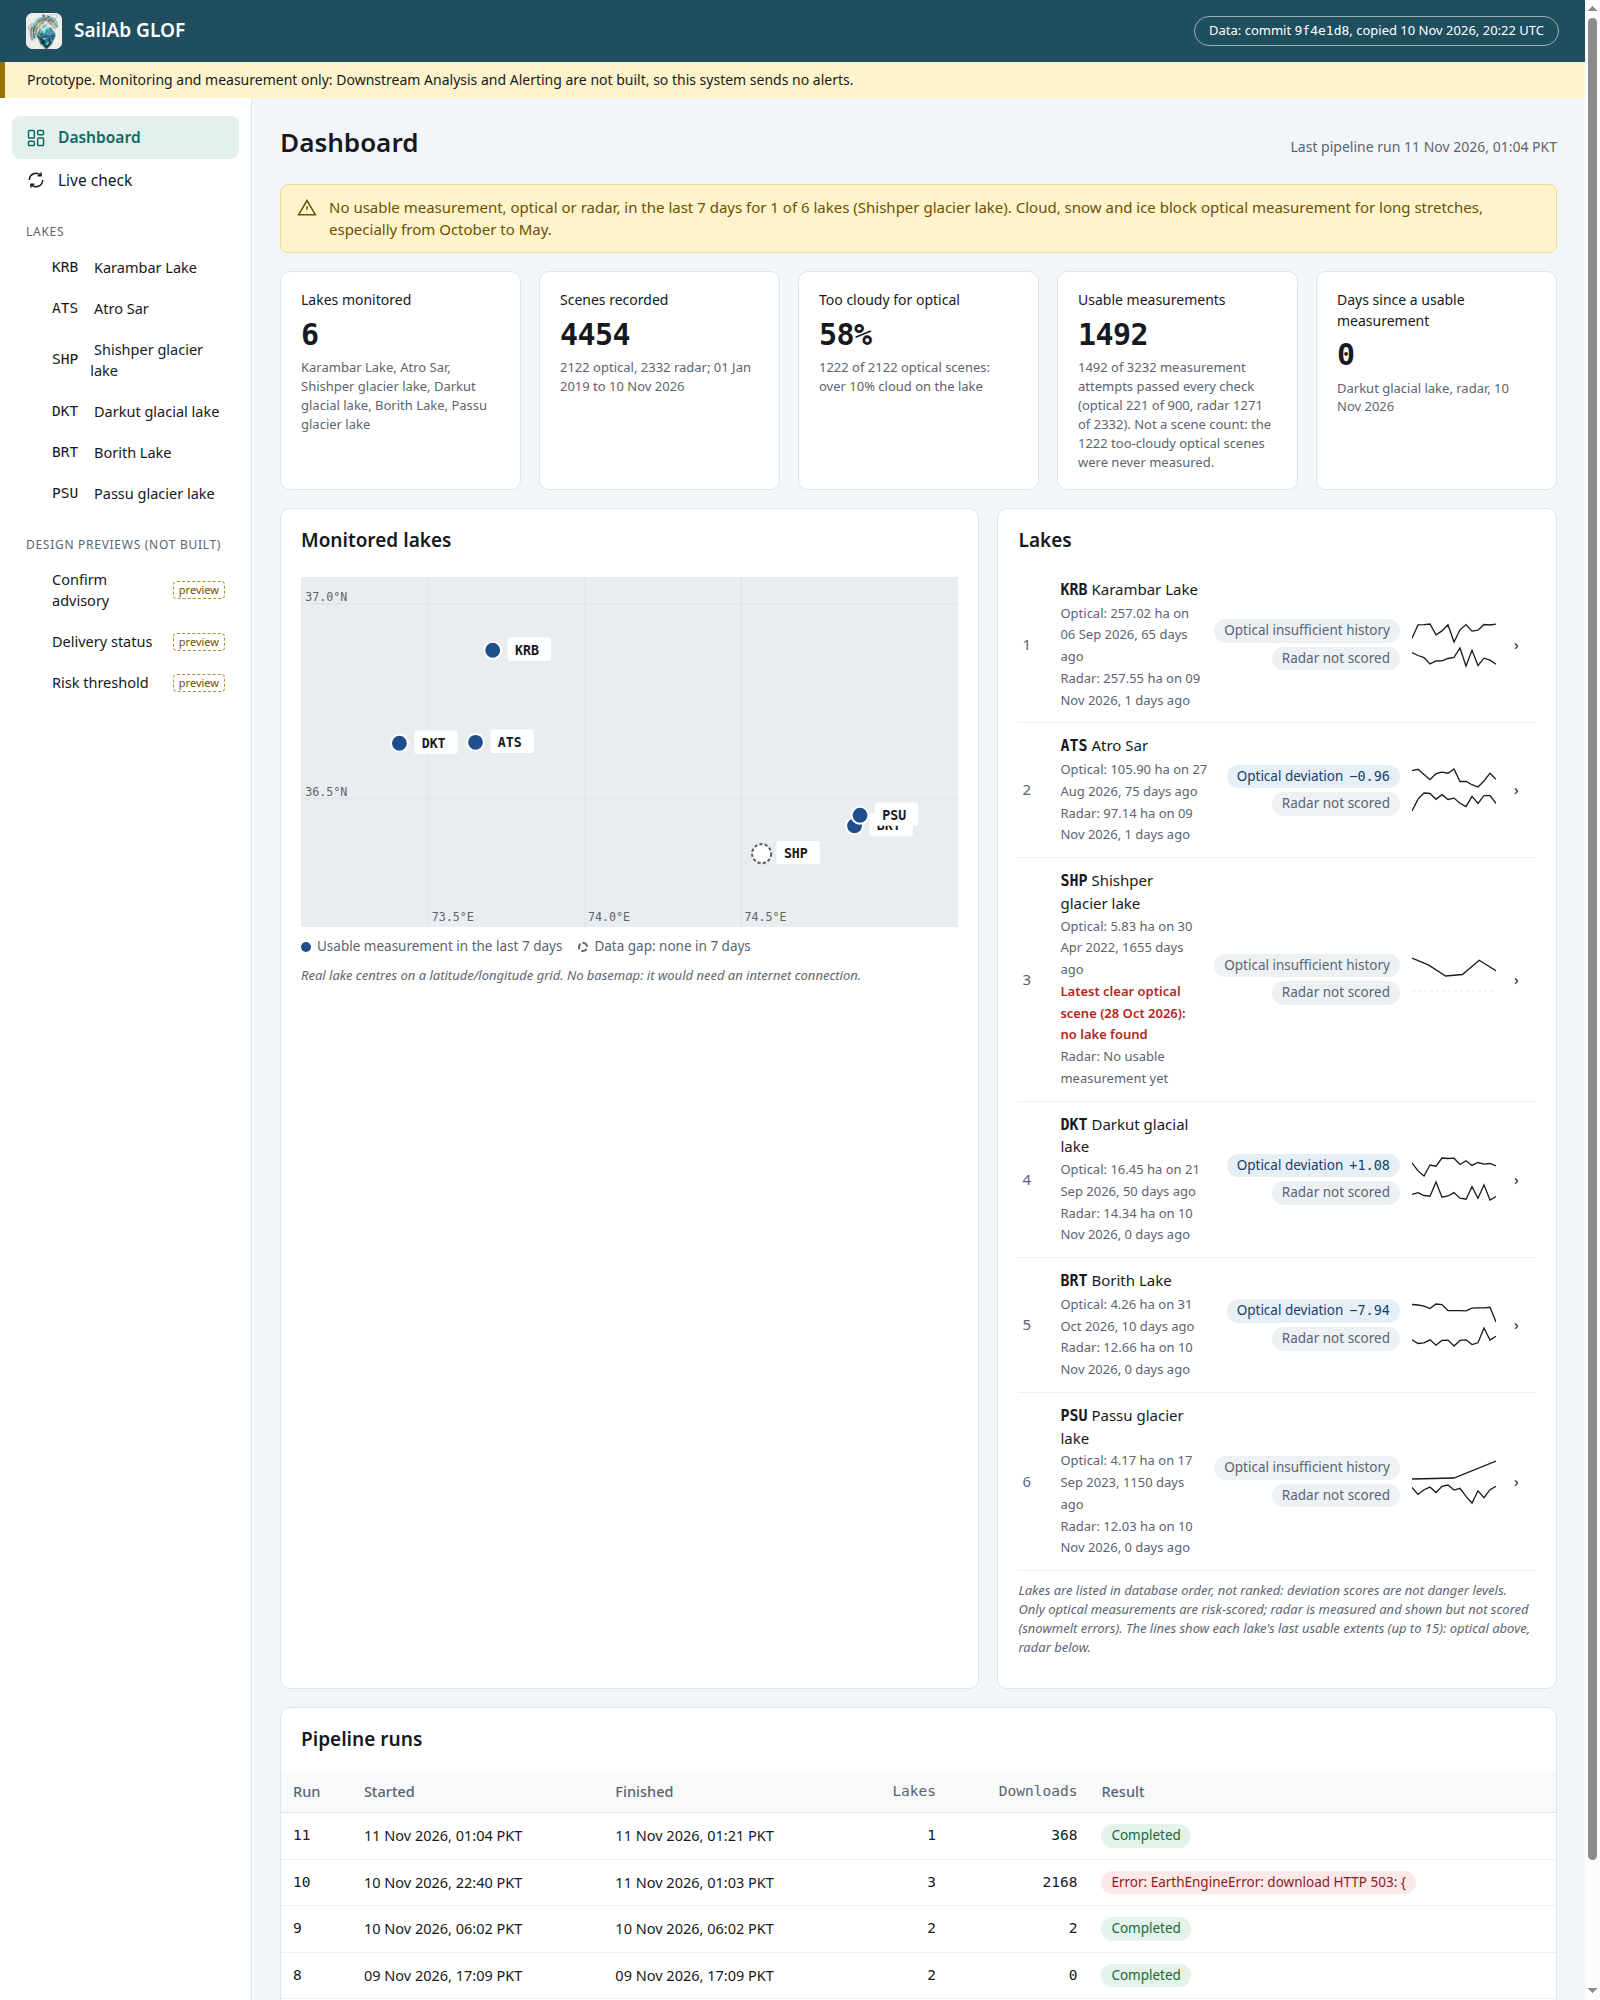 SailAb GLOF
Data: commit 9f4e1d8, copied 10 Nov 2026, 20:22 UTC
Prototype. Monitoring and measurement only: Downstream Analysis and Alerting are not built, so this system sends no alerts.
Dashboard
Live check
LAKES
KRB Karambar Lake
ATS Atro Sar
SHP Shishper glacier
lake
DKT Darkut glacial lake
BRT Borith Lake
PSU Passu glacier lake
DESIGN PREVIEWS (NOT BUILT)
Confirm
advisory
preview
Delivery status preview
Risk threshold preview
Dashboard
Last pipeline run 11 Nov 2026, 01:04 PKT
No usable measurement, optical or radar, in the last 7 days for 1 of 6 lakes (Shishper glacier lake). Cloud, snow and ice block optical measurement for long stretches,
especially from October to May.
Lakes monitored
6
Karambar Lake, Atro Sar,
Shishper glacier lake, Darkut
glacial lake, Borith Lake, Passu
glacier lake
Scenes recorded
4454
2122 optical, 2332 radar; 01 Jan
2019 to 10 Nov 2026
Too cloudy for optical
58%
1222 of 2122 optical scenes:
over 10% cloud on the lake
Usable measurements
1492
1492 of 3232 measurement
attempts passed every check
(optical 221 of 900, radar 1271
of 2332). Not a scene count: the
1222 too-cloudy optical scenes
were never measured.
Days since a usable
measurement
0
Darkut glacial lake, radar, 10
Nov 2026
Monitored lakes
37.0°N
KRB
DKT
ATS
36.5°N
PSU
BRT
SHP
73.5°E
74.0°E
74.5°E
Usable measurement in the last 7 days
Data gap: none in 7 days
Real lake centres on a latitude/longitude grid. No basemap: it would need an internet connection.
Lakes
1
KRB Karambar Lake
Optical: 257.02 ha on
06 Sep 2026, 65 days
ago
Radar: 257.55 ha on 09
Nov 2026, 1 days ago
Optical insufficient history
Radar not scored
›
2
ATS Atro Sar
Optical: 105.90 ha on 27
Aug 2026, 75 days ago
Radar: 97.14 ha on 09
Nov 2026, 1 days ago
Optical deviation −0.96
Radar not scored
›
3
SHP Shishper
glacier lake
Optical: 5.83 ha on 30
Apr 2022, 1655 days
ago
Latest clear optical
scene (28 Oct 2026):
no lake found
Radar: No usable
measurement yet
Optical insufficient history
Radar not scored
›
4
DKT Darkut glacial
lake
Optical: 16.45 ha on 21
Sep 2026, 50 days ago
Radar: 14.34 ha on 10
Nov 2026, 0 days ago
Optical deviation +1.08
Radar not scored
›
5
BRT Borith Lake
Optical: 4.26 ha on 31
Oct 2026, 10 days ago
Radar: 12.66 ha on 10
Nov 2026, 0 days ago
Optical deviation −7.94
Radar not scored
›
6
PSU Passu glacier
lake
Optical: 4.17 ha on 17
Sep 2023, 1150 days
ago
Radar: 12.03 ha on 10
Nov 2026, 0 days ago
Optical insufficient history
Radar not scored
›
Lakes are listed in database order, not ranked: deviation scores are not danger levels.
Only optical measurements are risk-scored; radar is measured and shown but not scored
(snowmelt errors). The lines show each lake's last usable extents (up to 15): optical above,
radar below.
Pipeline runs
Run Started Finished Lakes Downloads Result
11 11 Nov 2026, 01:04 PKT 11 Nov 2026, 01:21 PKT 1 368 Completed
10 10 Nov 2026, 22:40 PKT 11 Nov 2026, 01:03 PKT 3 2168 Error: EarthEngineError: download HTTP 503: {
9 10 Nov 2026, 06:02 PKT 10 Nov 2026, 06:02 PKT 2 2 Completed
8 09 Nov 2026, 17:09 PKT 09 Nov 2026, 17:09 PKT 2 0 Completed